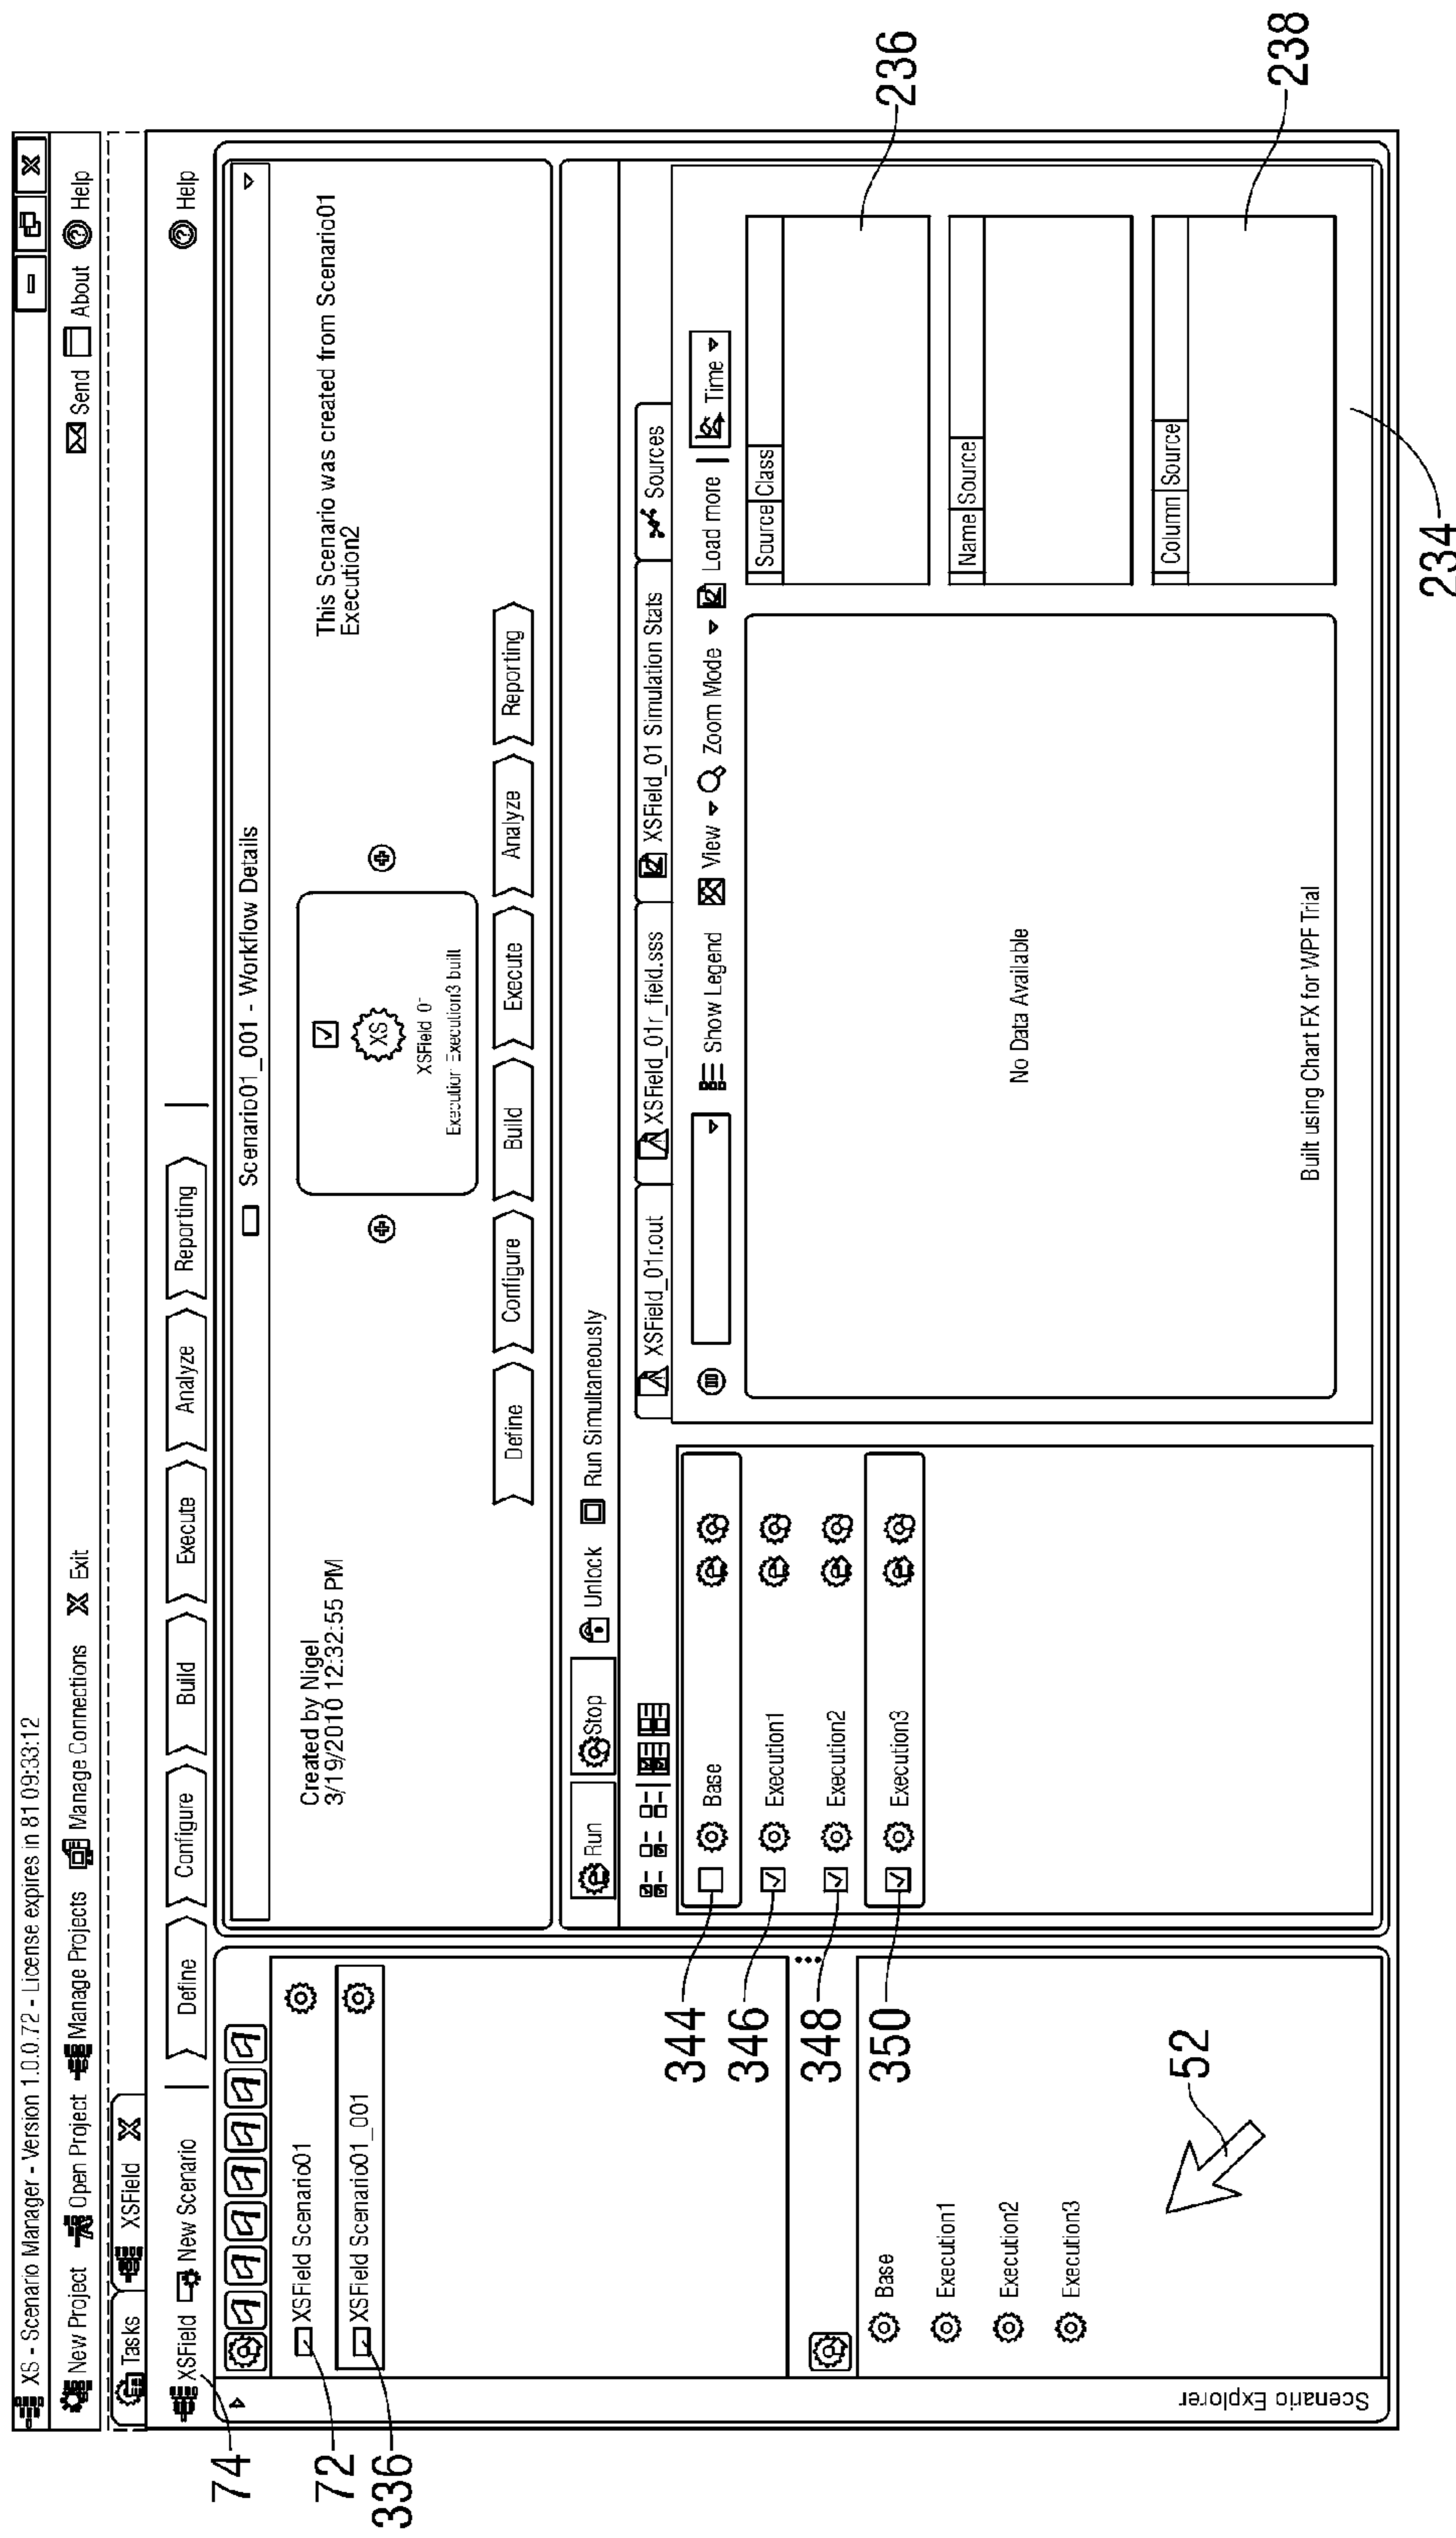 XS - Scenario Manager - Version 1.0.0.72 - License expires in 81 09:33:12
New Project Open Project Manage Projects Manage Connections X Exit Send About Help
Tasks XSField X
XSField New Scenario Define Configure Build Execute Analyze Reporting Help
74
XSField Scenario01
72
XSField Scenario01_001
336
Scenario01_001 - Workflow Details
Created by Nigel
3/19/2010 12:32:55 PM
XS
Execution3 built
This Scenario was created from Scenario01
Execution2
Define Configure Build Execute Analyze Reporting
Run Stop Unlock Run Simultaneously
344
Base
346
Execution1
348
Execution2
350
Execution3
XSField_01r.out XSField_01r_field.sss XSField_01 Simulation Stats Sources
Show Legend View Zoom Mode Load more Time
No Data Available
Built using Chart FX for WPF Trial
Source Class
236
Name Source
Column Source
238
234
Base
Execution1
Execution2
Execution3
52
Scenario Explorer